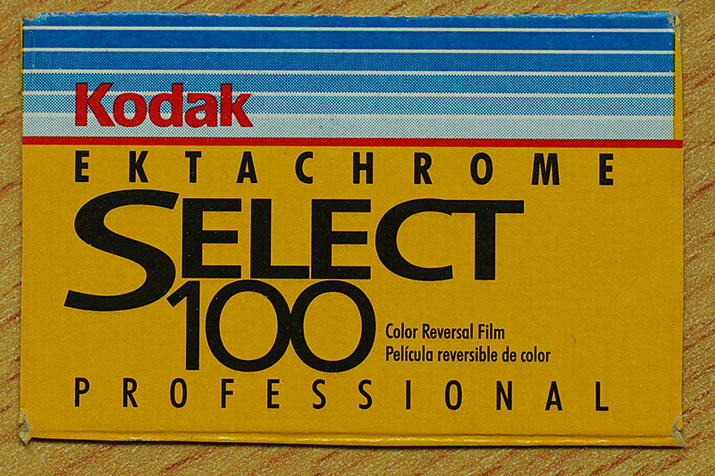 Kodak
EKTACHROME
SELECT
100
Color Reversal Film
Película reversible de color
PROFESSIONAL